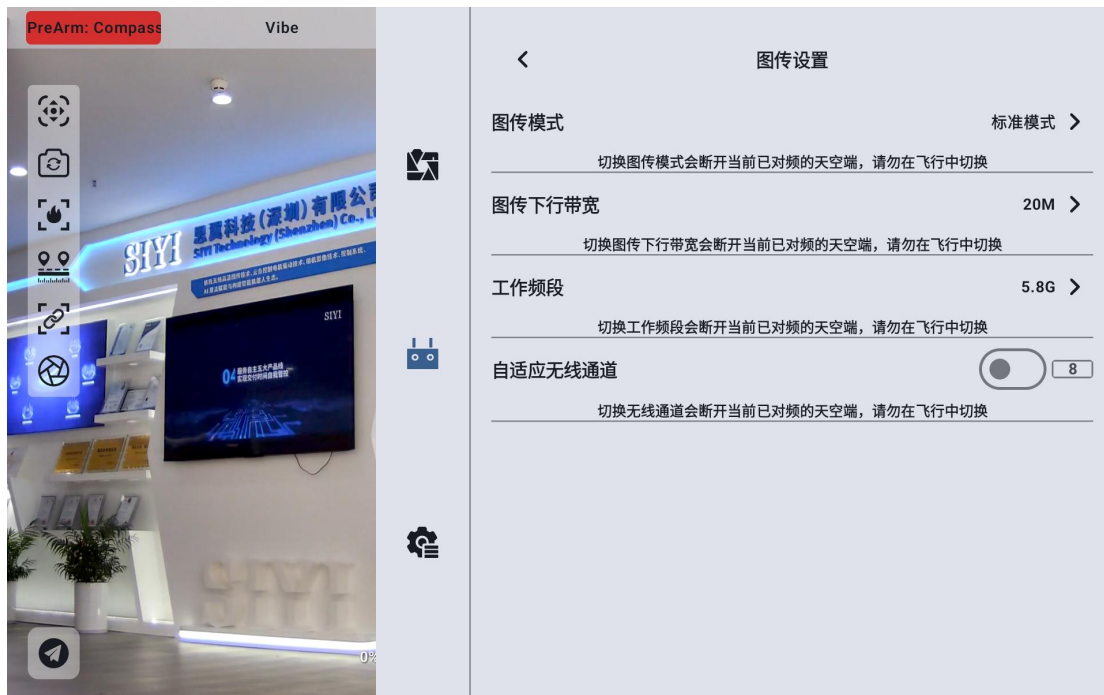 PreArm: Compass
Vibe
SIYI
思翼科技(深圳)有限公司
SIYI Technology (Shenzhen) Co., L
SIYI
04
SIYI
0%
图传设置
图传模式
标准模式
切换图传模式会断开当前已对频的天空端，请勿在飞行中切换
图传下行带宽
20M
切换图传下行带宽会断开当前已对频的天空端，请勿在飞行中切换
工作频段
5.8G
切换工作频段会断开当前已对频的天空端，请勿在飞行中切换
自适应无线通道
8
切换无线通道会断开当前已对频的天空端，请勿在飞行中切换